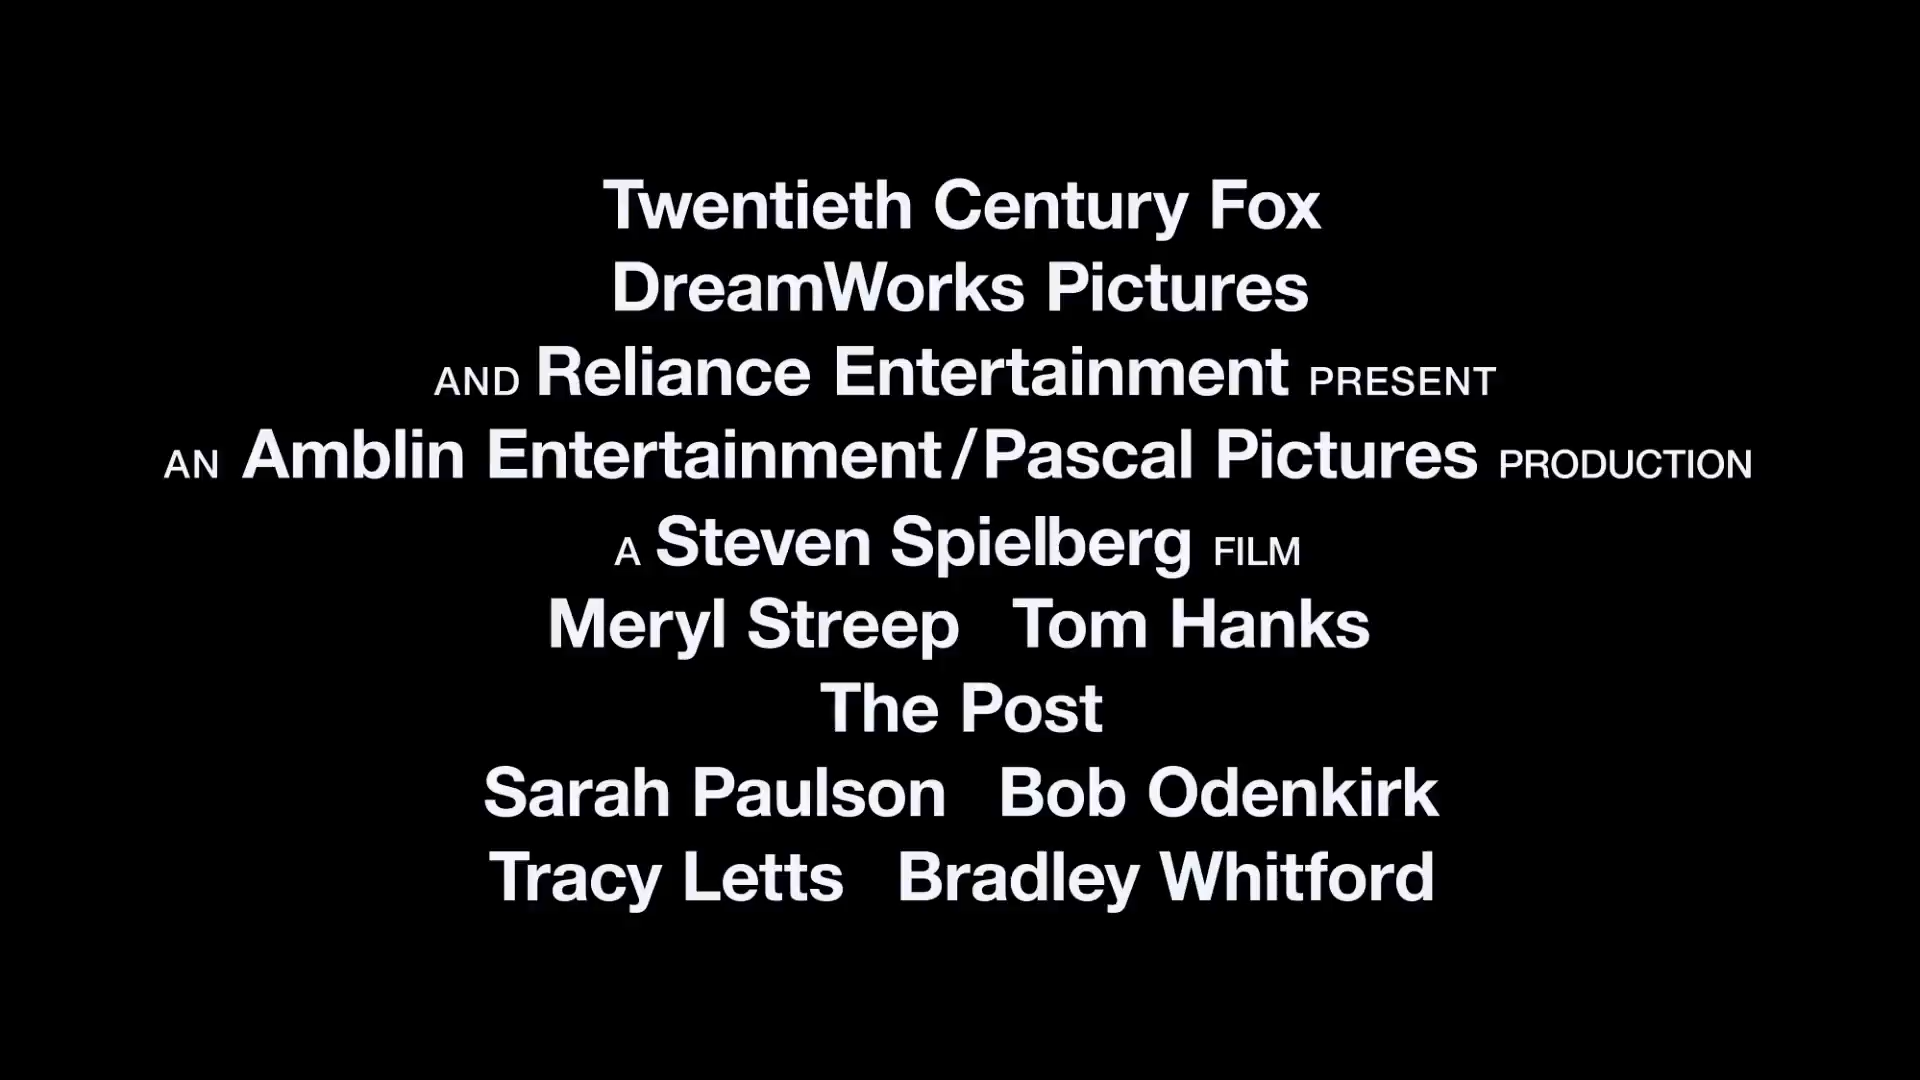 Twentieth Century Fox
DreamWorks Pictures
AND Reliance Entertainment PRESENT
AN Amblin Entertainment/Pascal Pictures PRODUCTION
A Steven Spielberg FILM
Meryl Streep Tom Hanks
The Post
Sarah Paulson Bob Odenkirk
Tracy Letts Bradley Whitford